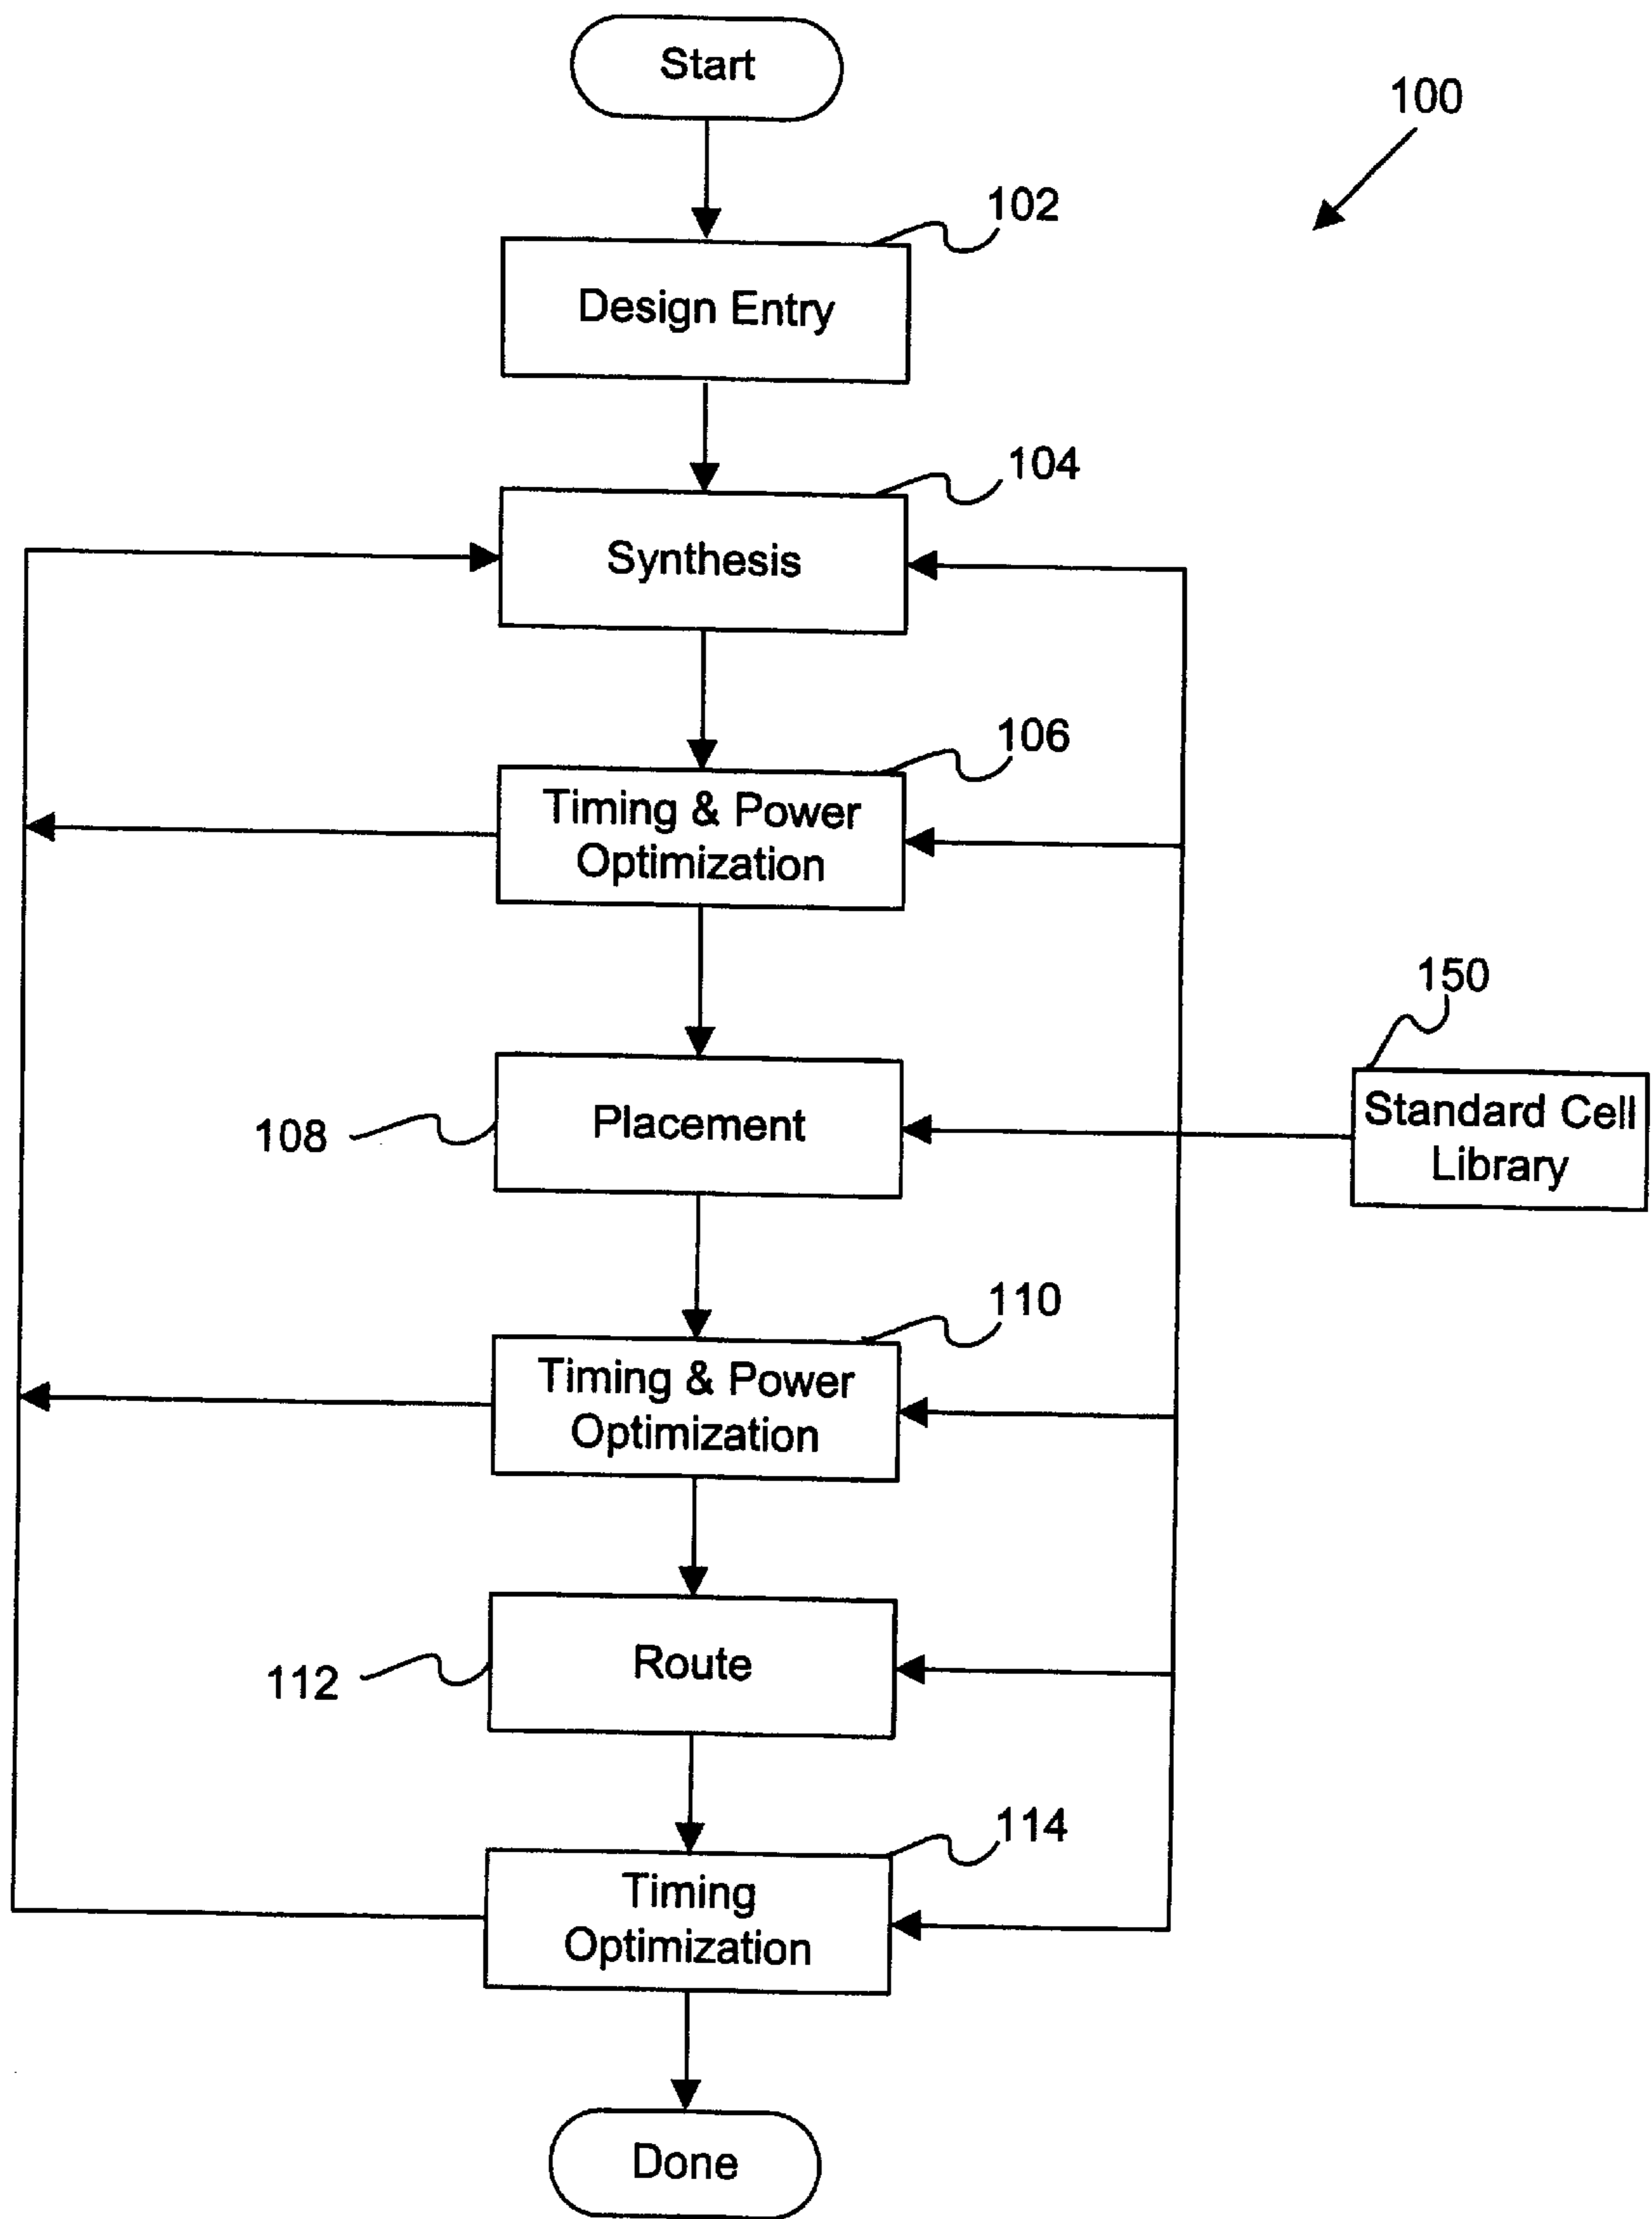 Start
100
102
Design Entry
104
Synthesis
106
Timing & Power
Optimization
150
Standard Cell
Library
108
Placement
110
Timing & Power
Optimization
112
Route
114
Timing
Optimization
Done